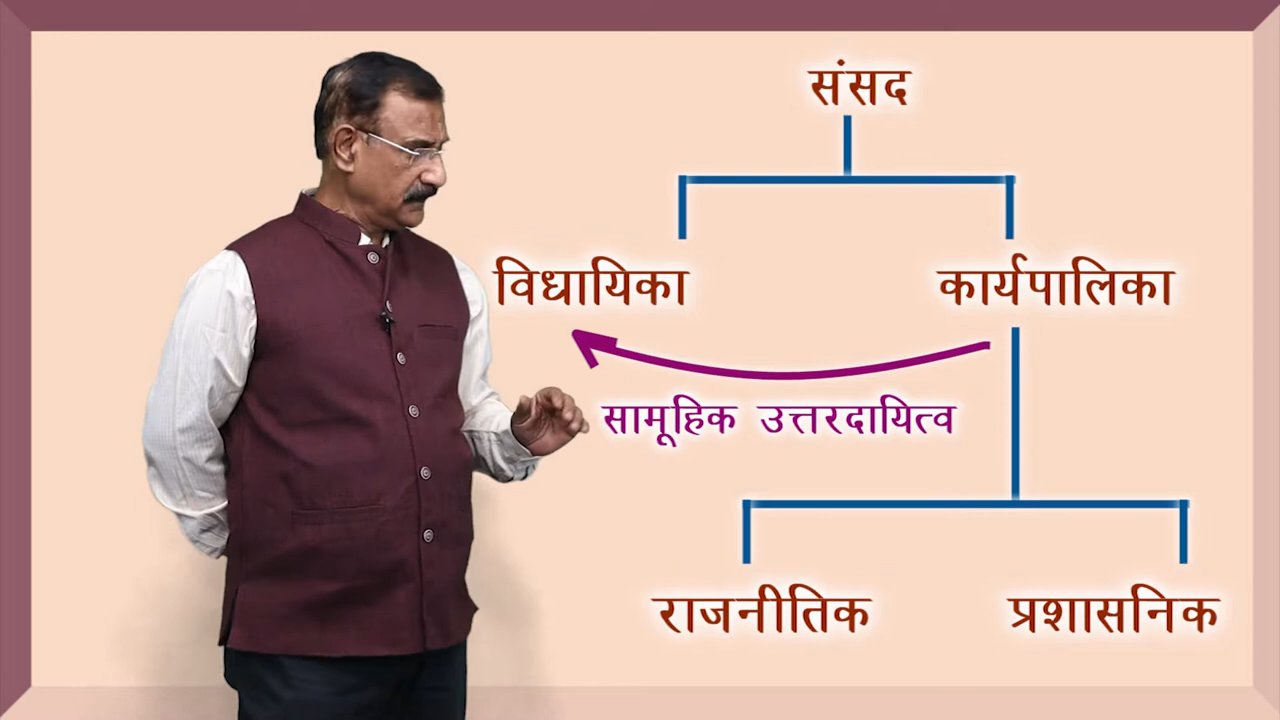 संसद
विधायिका
कार्यपालिका
सामूहिक उत्तरदायित्व
राजनीतिक
प्रशासनिक